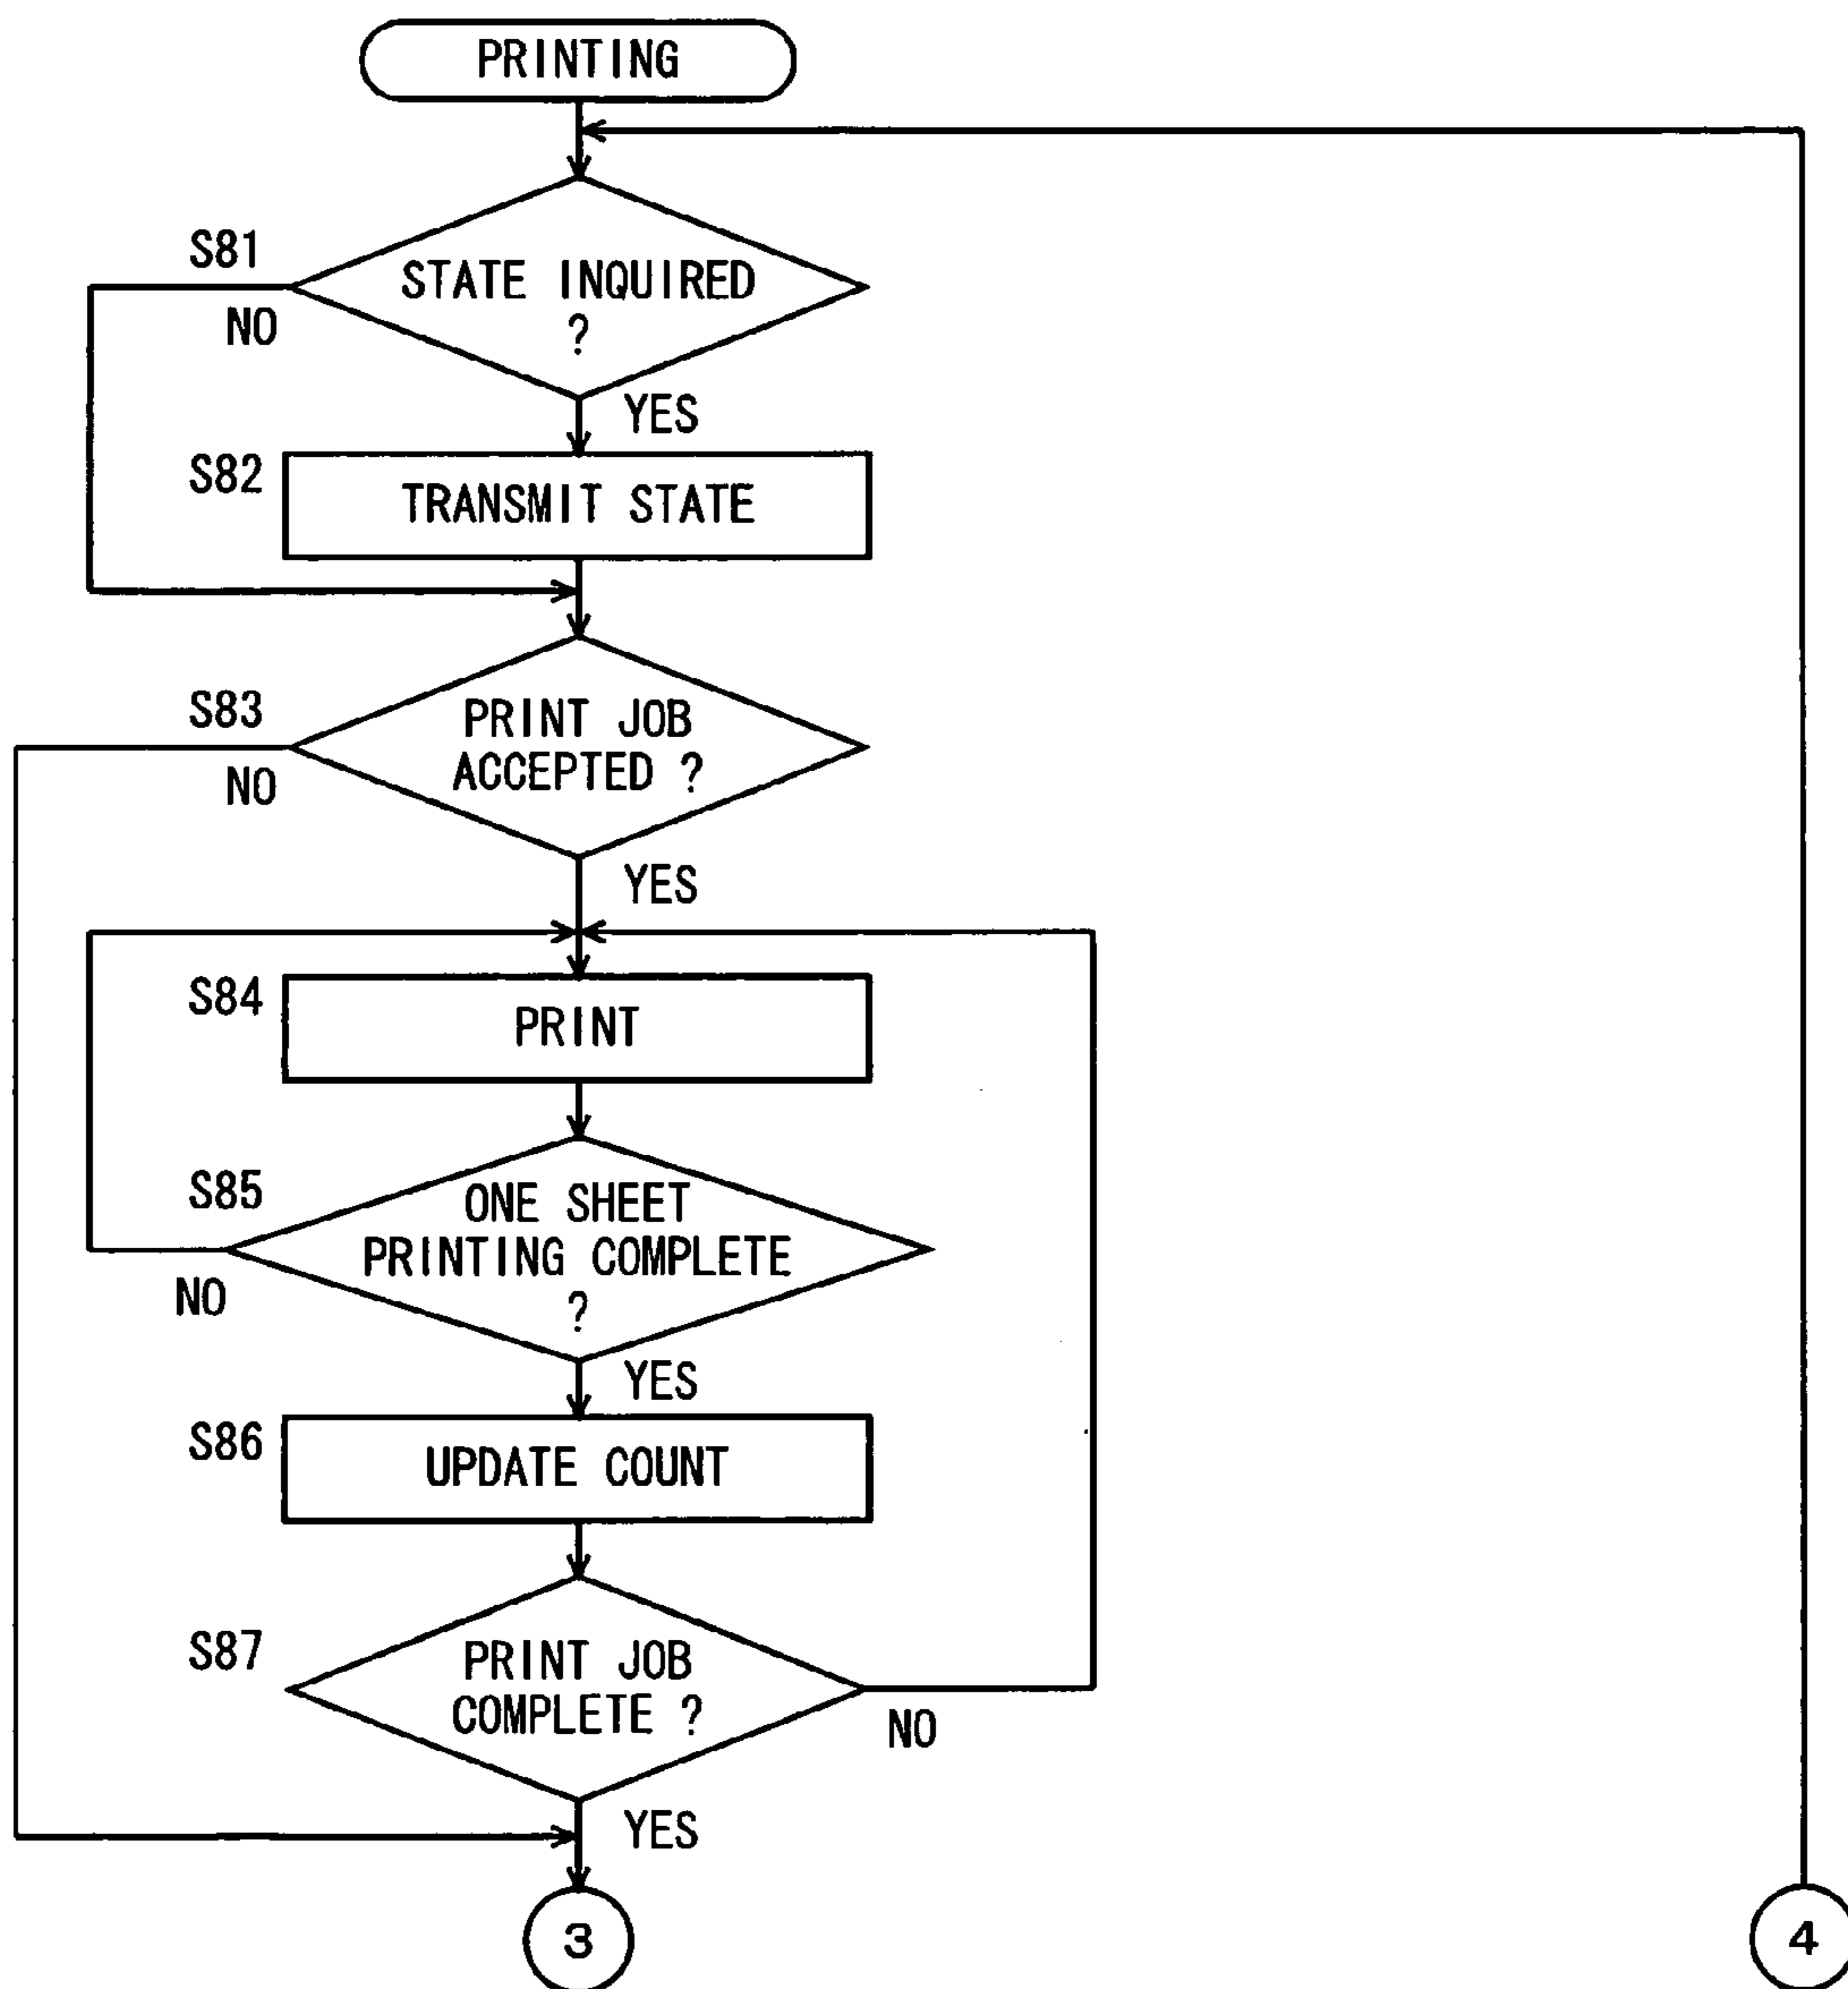 PRINTING
S81
STATE INQUIRED
?
NO
YES
S82
TRANSMIT STATE
S83
PRINT JOB
ACCEPTED ?
NO
YES
S84
PRINT
S85
ONE SHEET
PRINTING COMPLETE
?
NO
YES
S86
UPDATE COUNT
S87
PRINT JOB
COMPLETE ?
NO
YES
3
4